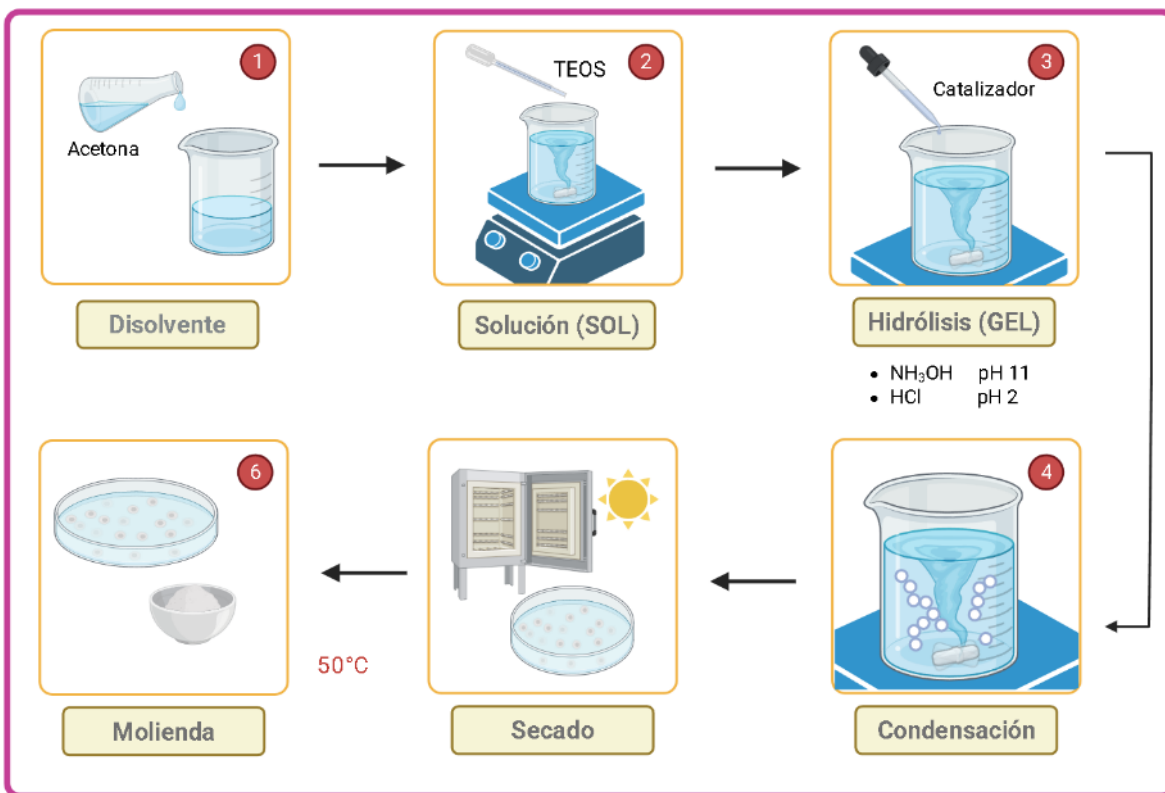 1
Acetona
Disolvente
2
TEOS
Solución (SOL)
3
Catalizador
Hidrólisis (GEL)
• NH₃OH pH 11
• HCl pH 2
4
Condensación
Secado
50°C
6
Molienda